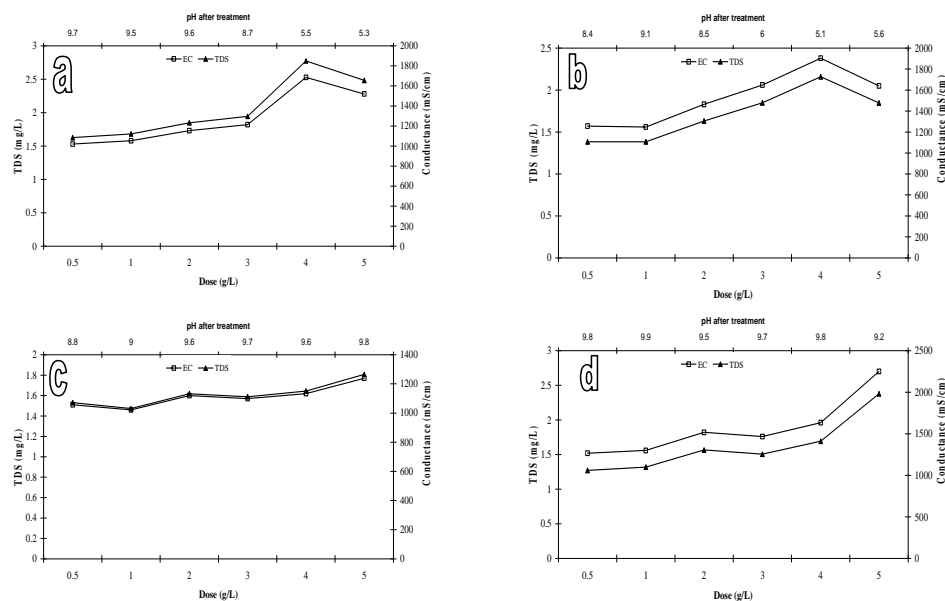 pH after treatment
9.7 9.5 9.6 8.7 5.5 5.3
a
EC TDS
3
2.5
2
1.5
1
0.5
0
TDS (mg/L)
2000
1800
1600
1400
1200
1000
800
600
400
200
0
Conductance (mS/cm)
0.5 1 2 3 4 5
Dose (g/L)
pH after treatment
8.4 9.1 8.5 6 5.1 5.6
b
EC TDS
2.5
2
1.5
1
0.5
0
TDS (mg/L)
2000
1800
1600
1400
1200
1000
800
600
400
200
0
Conductance (mS/cm)
0.5 1 2 3 4 5
Dose (g/L)
pH after treatment
8.8 9 9.6 9.7 9.6 9.8
c
EC TDS
2
1.8
1.6
1.4
1.2
1
0.8
0.6
0.4
0.2
0
TDS (mg/L)
1400
1200
1000
800
600
400
200
0
Conductance (mS/cm)
0.5 1 2 3 4 5
Dose (g/L)
pH after treatment
9.8 9.9 9.5 9.7 9.8 9.2
d
EC TDS
3
2.5
2
1.5
1
0.5
0
TDS (mg/L)
2500
2000
1500
1000
500
0
Conductance (mS/cm)
0.5 1 2 3 4 5
Dose (g/L)